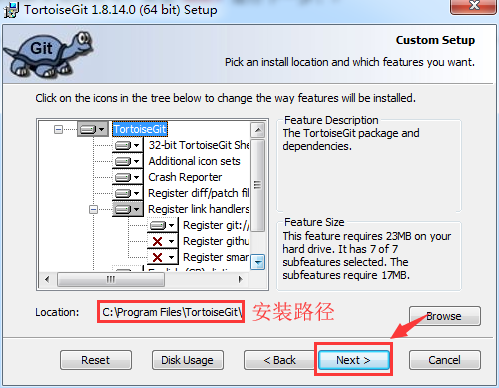 TortoiseGit 1.8.14.0 (64 bit) Setup
Git
Custom Setup
Pick an install location and which features you want.
Click on the icons in the tree below to change the way features will be installed.
TortoiseGit
32-bit TortoiseGit She
Additional icon sets
Crash Reporter
Register diff/patch fil
Register link handlers
Register git://
Register githu
Register smar
Feature Description
The TortoiseGit package and
dependencies.
Feature Size
This feature requires 23MB on your
hard drive. It has 7 of 7
subfeatures selected. The
subfeatures require 17MB.
Location:
C:\Program Files\TortoiseGit\
安装路径
Browse
Reset
Disk Usage
< Back
Next >
Cancel